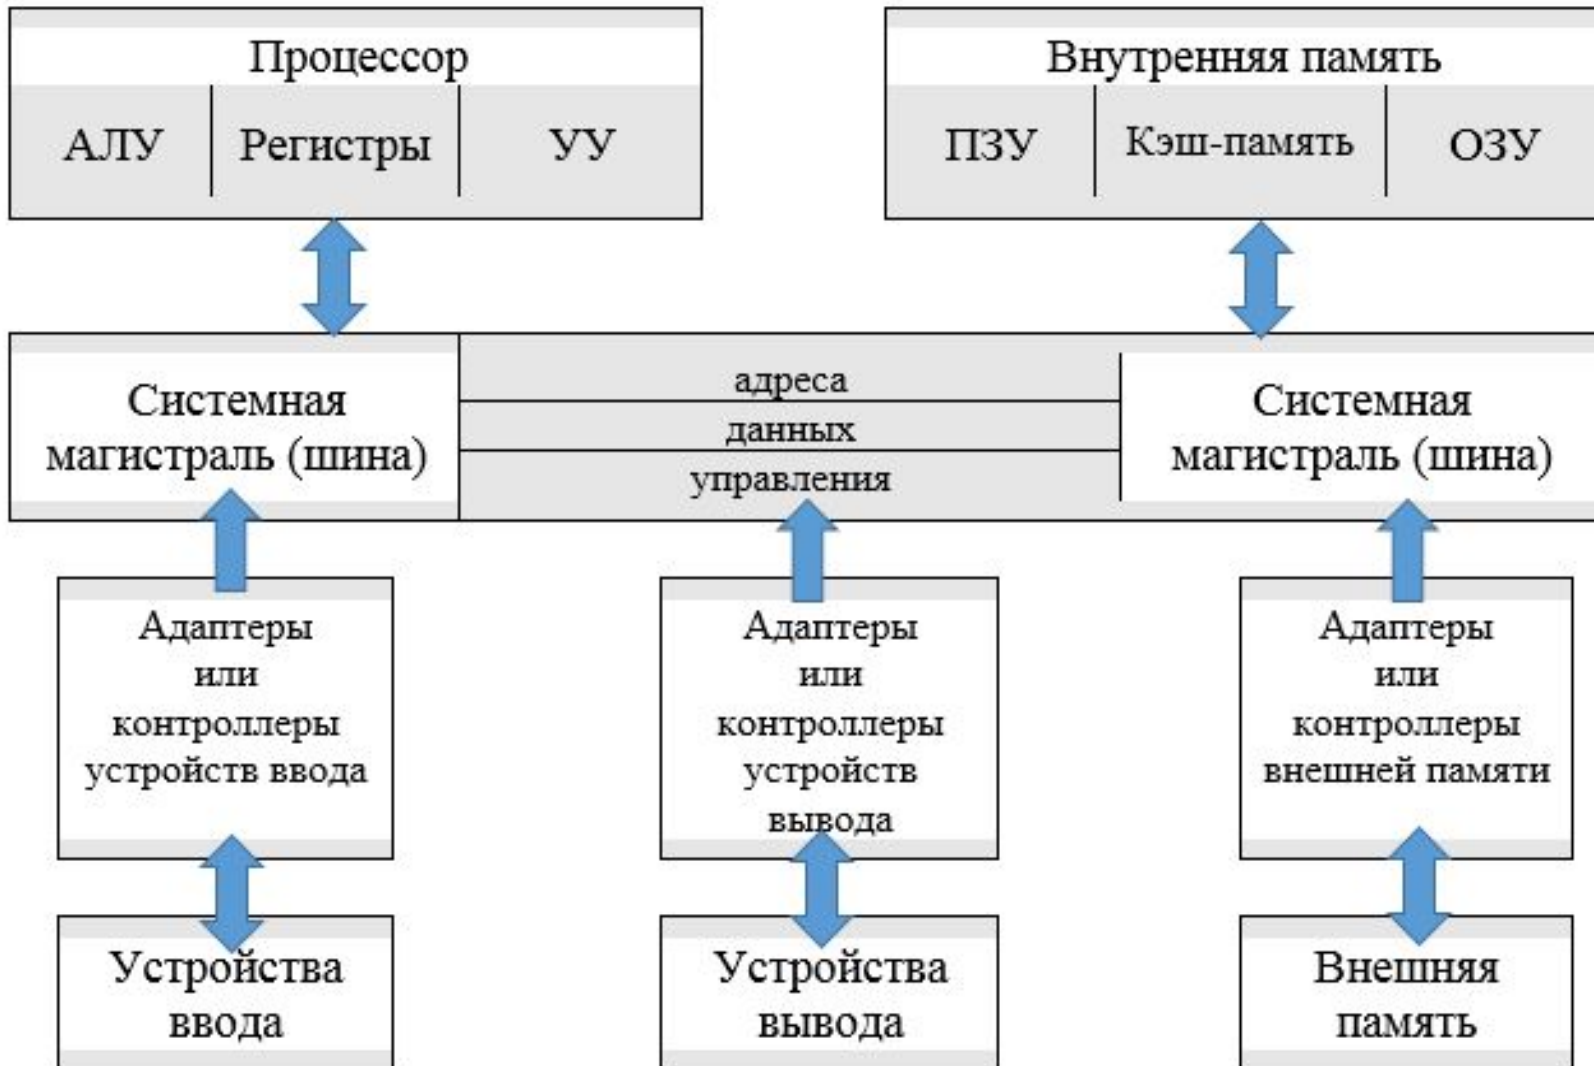 Процессор
АЛУ Регистры УУ
Внутренняя память
ПЗУ Кэш-память ОЗУ
Системная
магистраль (шина)
адреса
данных
управления
Системная
магистраль (шина)
Адаптеры
или
контроллеры
устройств ввода
Адаптеры
или
контроллеры
устройств
вывода
Адаптеры
или
контроллеры
внешней памяти
Устройства
ввода
Устройства
вывода
Внешняя
память